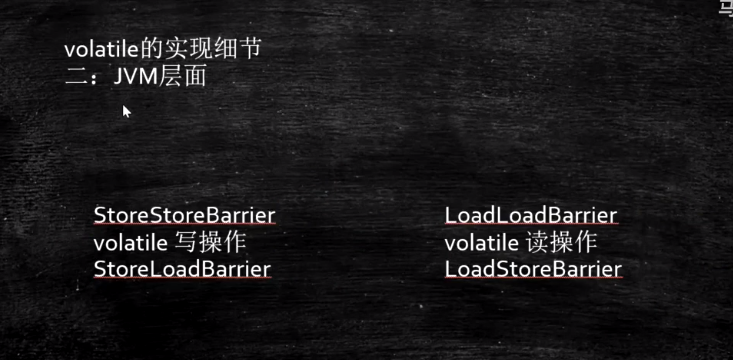 volatile的实现细节
二：JVM层面
StoreStoreBarrier
volatile 写操作
StoreLoadBarrier
LoadLoadBarrier
volatile 读操作
LoadStoreBarrier